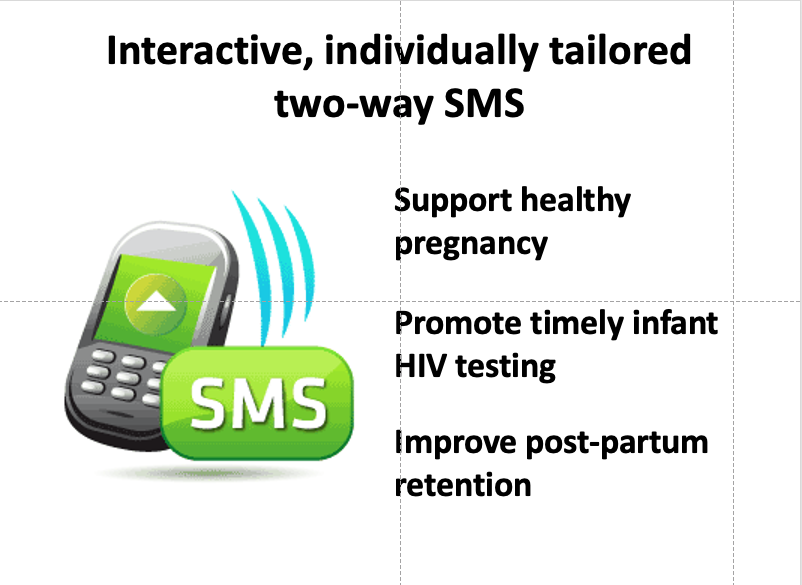 Interactive, individually tailored
two-way SMS
Support healthy
pregnancy
Promote timely infant
HIV testing
SMS
Improve post-partum
retention